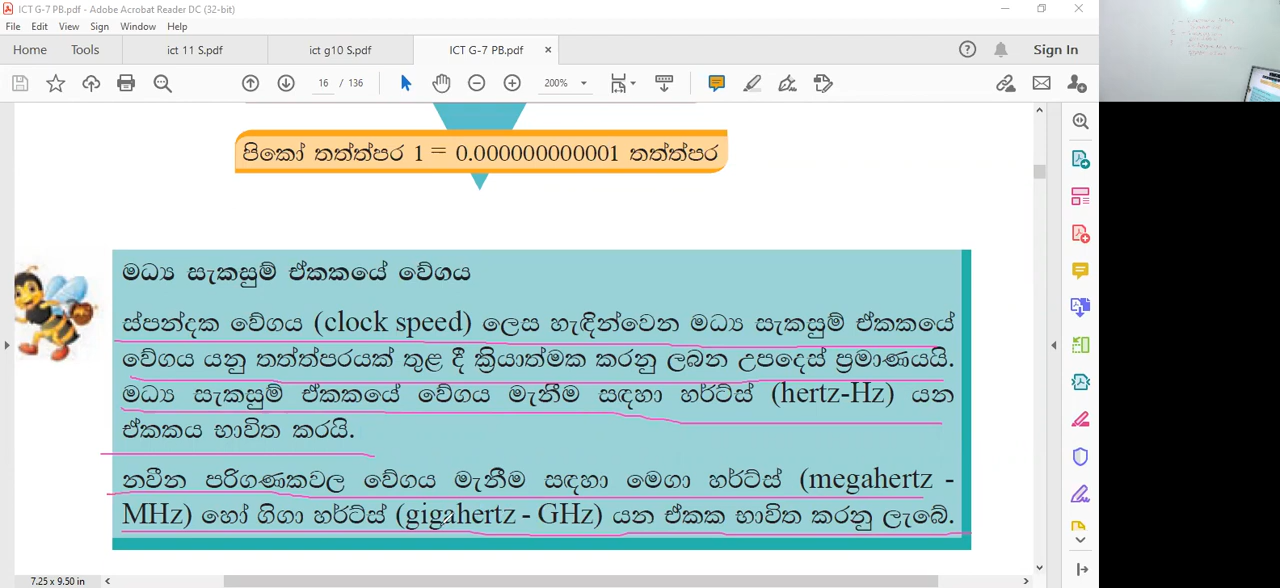 ICT G-7 PB.pdf - Adobe Acrobat Reader DC (32-bit)
File Edit View Sign Window Help
Home Tools ict 11 S.pdf ict g10 S.pdf ICT G-7 PB.pdf × Sign In
16 / 136 200%
පිකෝ තත්ත්පර 1 = 0.000000000001 තත්ත්පර
මධ්‍ය සැකසුම් ඒකකයේ වේගය
ස්පන්දක වේගය (clock speed) ලෙස හැඳින්වෙන මධ්‍ය සැකසුම් ඒකකයේ
වේගය යනු තත්ත්පරයක් තුළ දී ක්‍රියාත්මක කරනු ලබන උපදෙස් ප්‍රමාණයයි.
මධ්‍ය සැකසුම් ඒකකයේ වේගය මැනීම සඳහා හර්ට්ස් (hertz-Hz) යන
ඒකකය භාවිත කරයි.
නවීන පරිගණකවල වේගය මැනීම සඳහා මෙගා හර්ට්ස් (megahertz -
MHz) හෝ ගිගා හර්ට්ස් (gigahertz - GHz) යන ඒකක භාවිත කරනු ලැබේ.
7.25 x 9.50 in